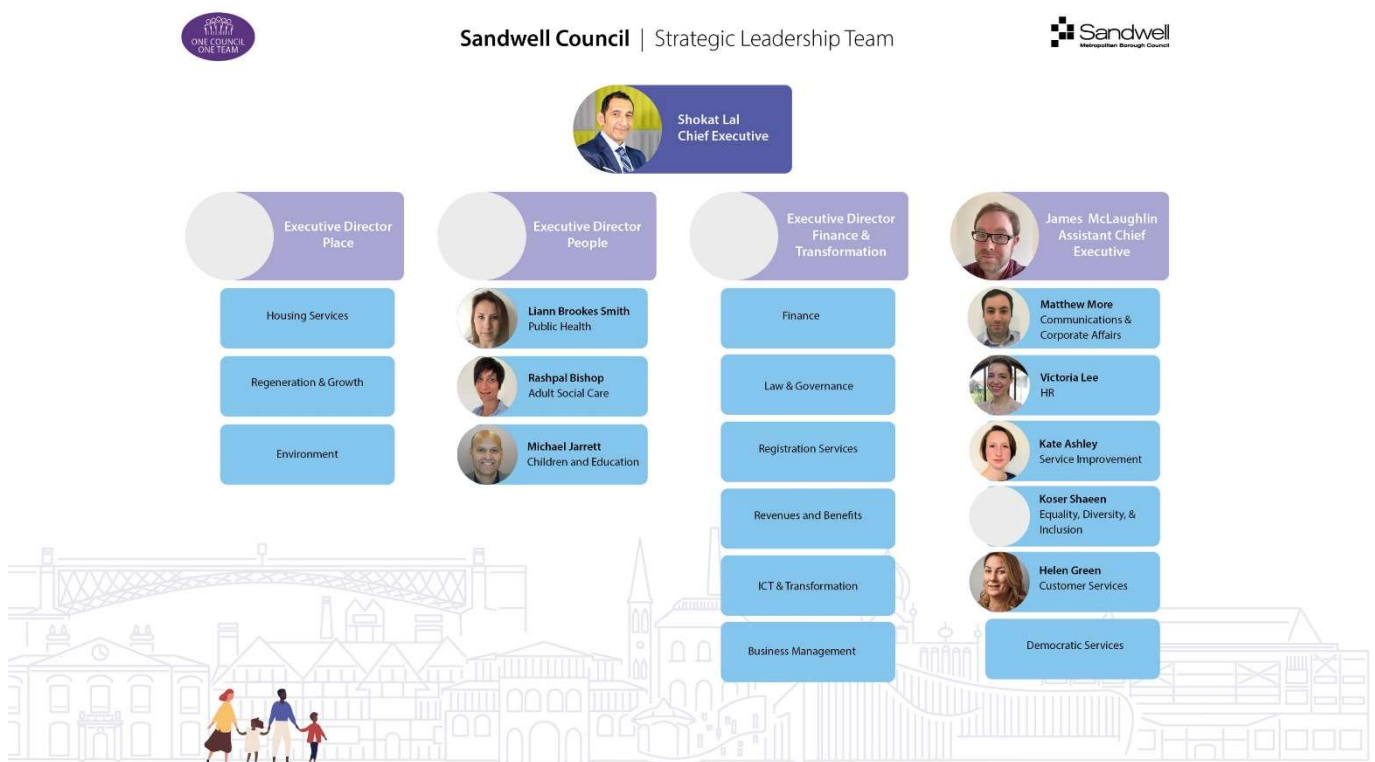 ONE COUNCIL
ONE TEAM
Sandwell Council | Strategic Leadership Team
Sandwell
Metropolitan Borough Council
Shokat Lal
Chief Executive
Executive Director
Place
Housing Services
Regeneration & Growth
Environment
Executive Director
People
Liann Brookes Smith
Public Health
Rashpal Bishop
Adult Social Care
Michael Jarrett
Children and Education
Executive Director
Finance &
Transformation
Finance
Law & Governance
Registration Services
Revenues and Benefits
ICT & Transformation
Business Management
James McLaughlin
Assistant Chief
Executive
Matthew More
Communications &
Corporate Affairs
Victoria Lee
HR
Kate Ashley
Service Improvement
Koser Shaeen
Equality, Diversity, &
Inclusion
Helen Green
Customer Services
Democratic Services